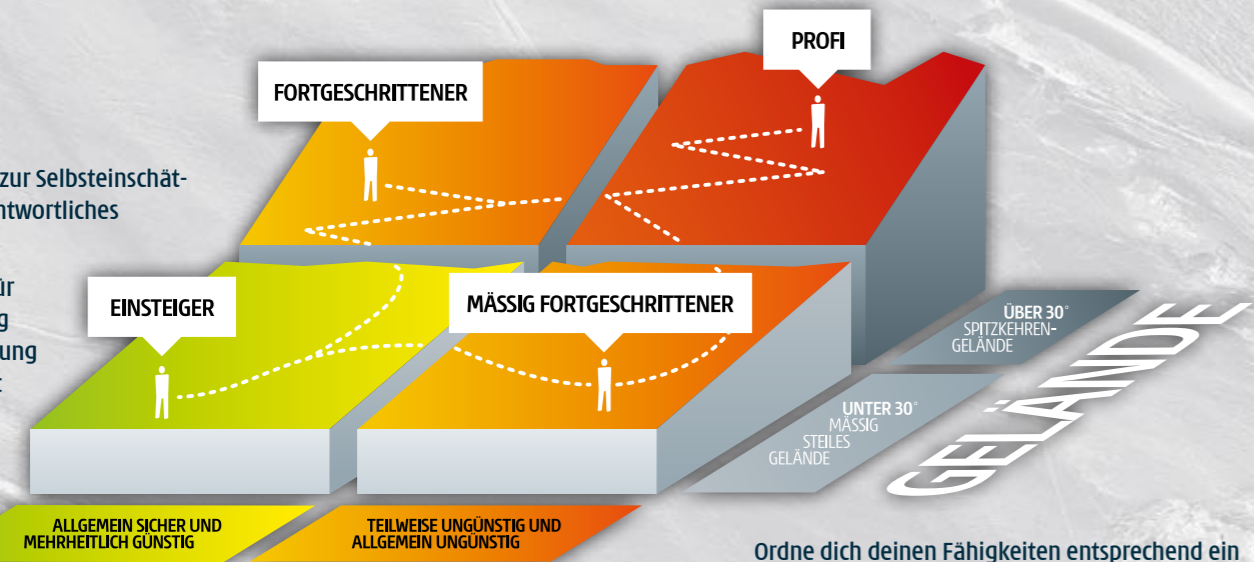 PROFI
FORTGESCHRITTENER
zur Selbsteinschät-
ntwortliches
ür
g
ung
EINSTEIGER
MÄSSIG FORTGESCHRITTENER
ÜBER 30°
SPITZKEHREN-
GELÄNDE
UNTER 30°
MÄSSIG
STEILES
GELÄNDE
GELÄNDE
ALLGEMEIN SICHER UND
MEHRHEITLICH GÜNSTIG
TEILWEISE UNGÜNSTIG UND
ALLGEMEIN UNGÜNSTIG
Ordne dich deinen Fähigkeiten entsprechend ein